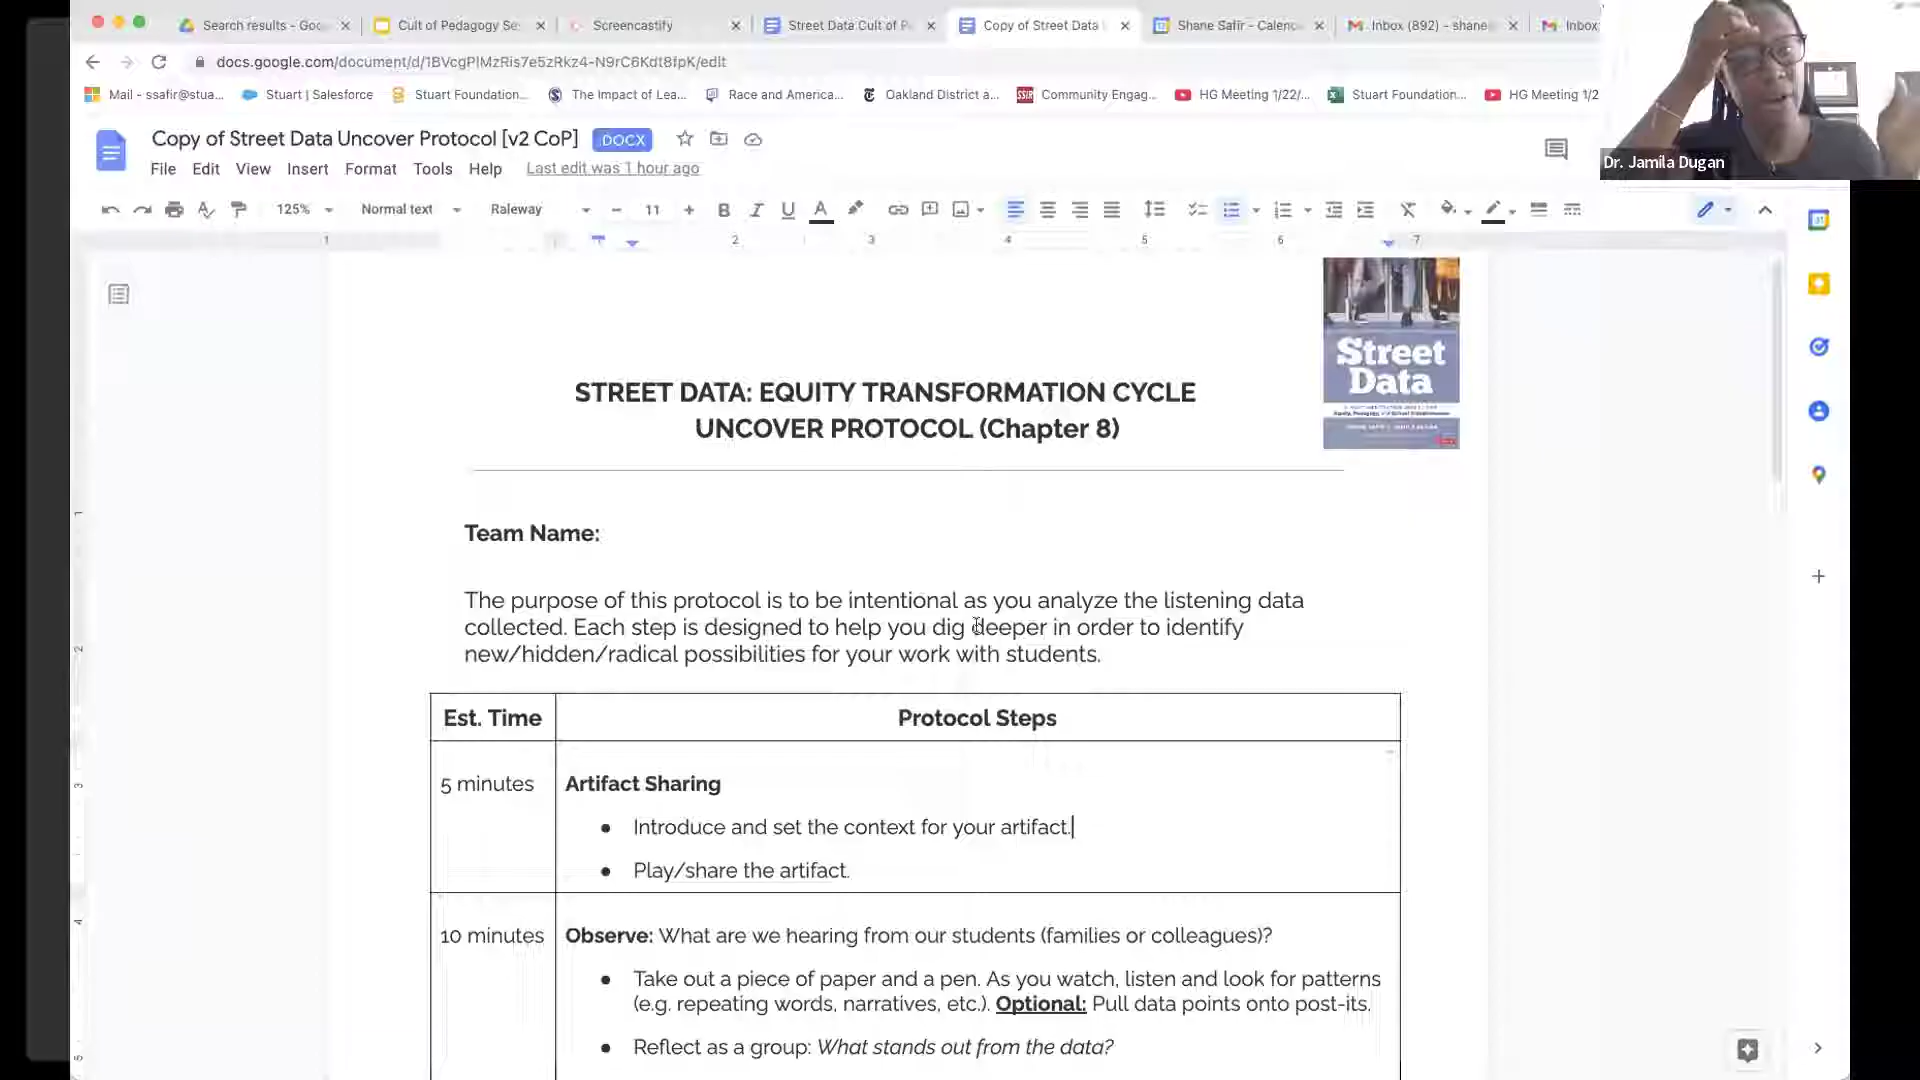 Search results - Goo
Cult of Pedagogy Se
Screencastify
Street Data Cult of P
Copy of Street Data
Shane Safir - Calenc
Inbox (892) - shane
Inbox
docs.google.com/document/d/1BVcgPlMzRis7e5zRkz4-N9rC6Kdt8fpK/edit
Mail - ssafir@stua...
Stuart | Salesforce
Stuart Foundation...
The Impact of Lea...
Race and America...
Oakland District a...
Community Engag...
HG Meeting 1/22/...
Stuart Foundation...
HG Meeting 1/2
Dr. Jamila Dugan
Copy of Street Data Uncover Protocol [v2 CoP]
.DOCX
File Edit View Insert Format Tools Help Last edit was 1 hour ago
125% Normal text Raleway - 11 + B I U A
1 1 2 3 4 5 6 7
Street
Data
STREET DATA: EQUITY TRANSFORMATION CYCLE
UNCOVER PROTOCOL (Chapter 8)
Team Name:
The purpose of this protocol is to be intentional as you analyze the listening data
collected. Each step is designed to help you dig deeper in order to identify
new/hidden/radical possibilities for your work with students.
Est. Time Protocol Steps
5 minutes Artifact Sharing
● Introduce and set the context for your artifact.
● Play/share the artifact.
10 minutes Observe: What are we hearing from our students (families or colleagues)?
● Take out a piece of paper and a pen. As you watch, listen and look for patterns
(e.g. repeating words, narratives, etc.). Optional: Pull data points onto post-its.
● Reflect as a group: What stands out from the data?